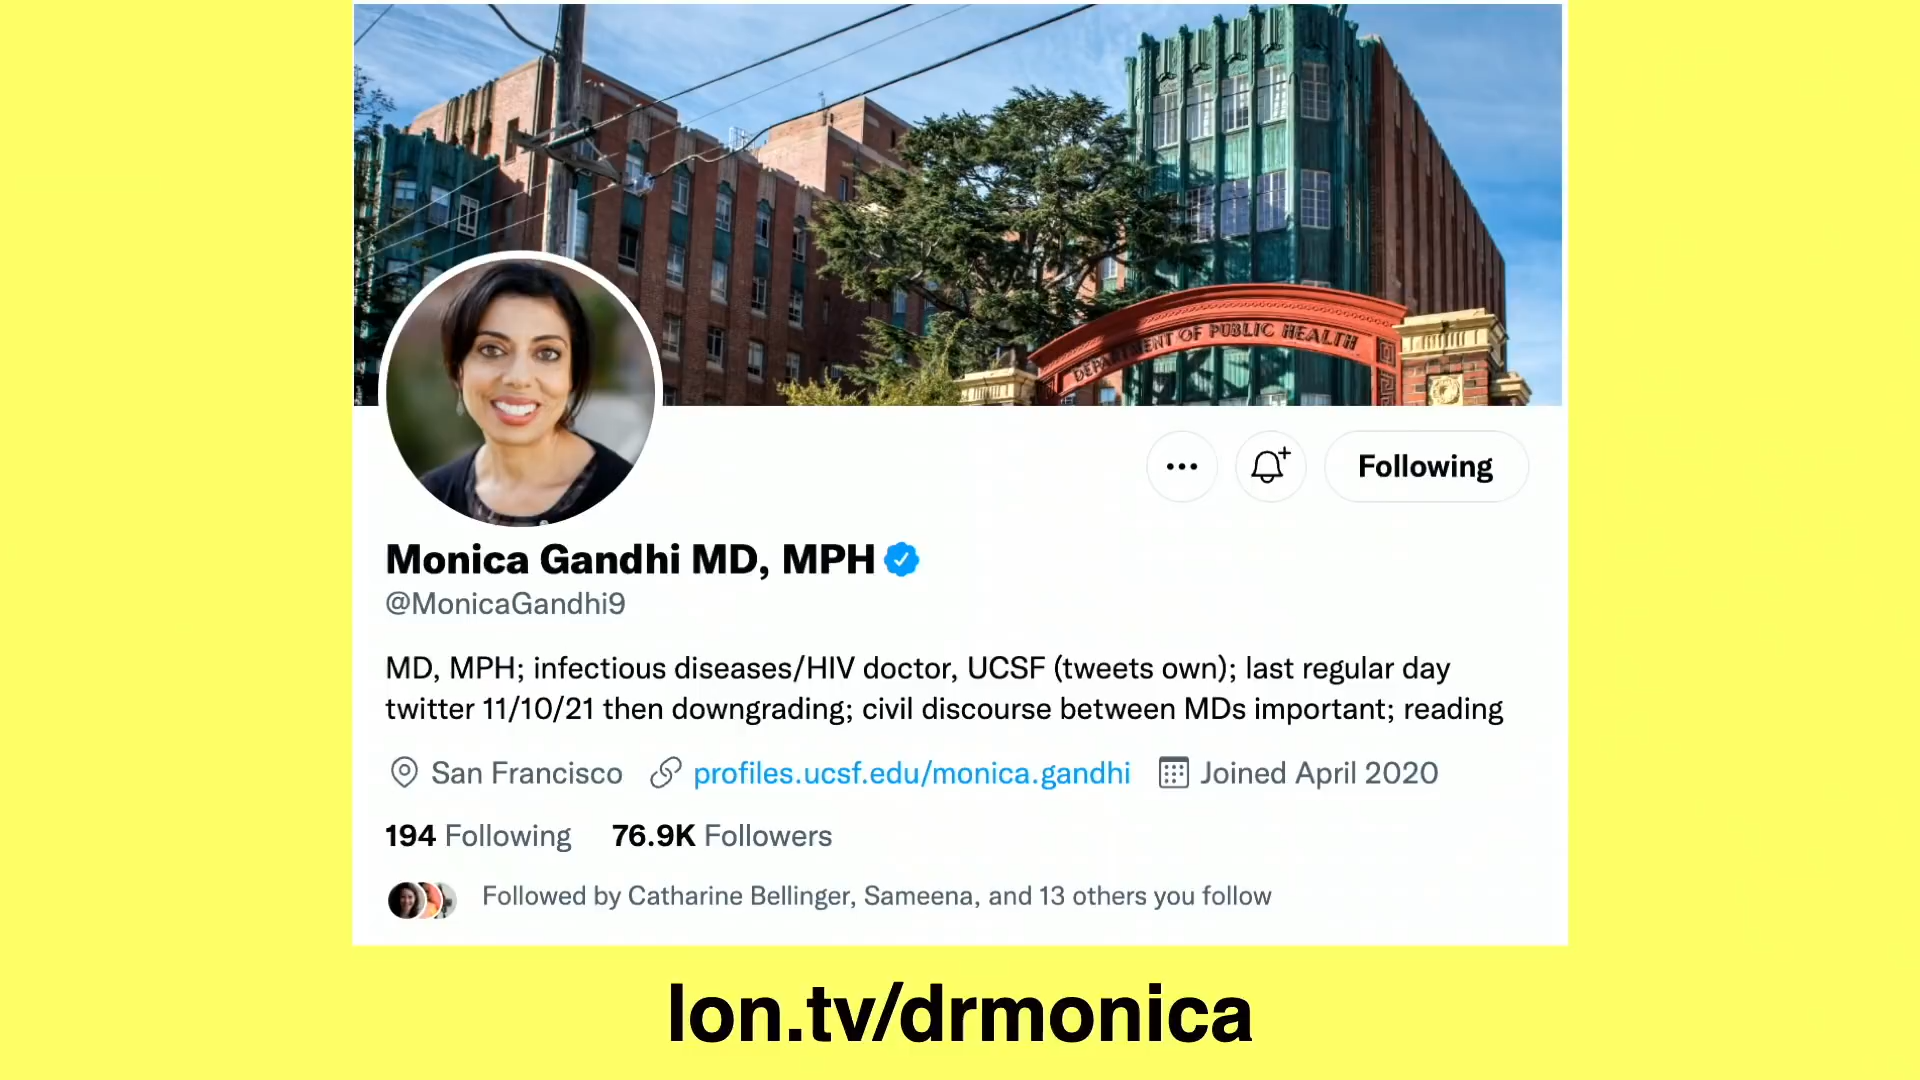 DEPARTMENT OF PUBLIC HEALTH
Following
Monica Gandhi MD, MPH
@MonicaGandhi9
MD, MPH; infectious diseases/HIV doctor, UCSF (tweets own); last regular day
twitter 11/10/21 then downgrading; civil discourse between MDs important; reading
San Francisco profiles.ucsf.edu/monica.gandhi Joined April 2020
194 Following 76.9K Followers
Followed by Catharine Bellinger, Sameena, and 13 others you follow
lon.tv/drmonica